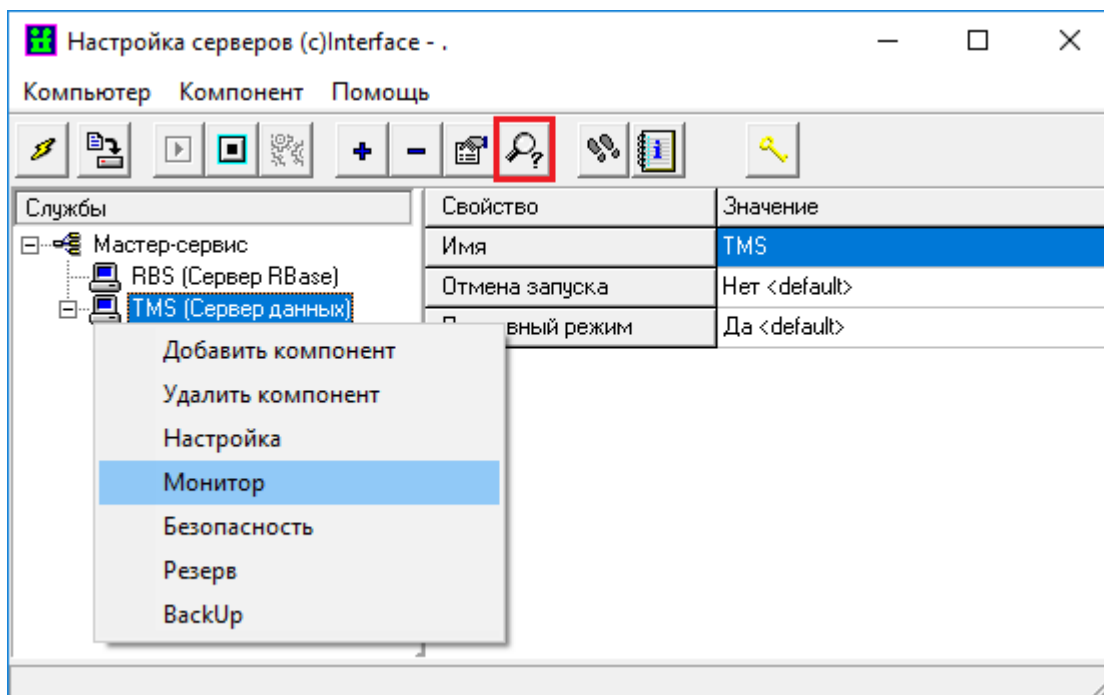 Настройка серверов (c)Interface - .
Компьютер Компонент Помощь
Службы
Свойство Значение
Мастер-сервис
Имя TMS
RBS (Сервер RBase)
Отмена запуска Нет <default>
TMS (Сервер данных)
вный режим Да <default>
Добавить компонент
Удалить компонент
Настройка
Монитор
Безопасность
Резерв
BackUp